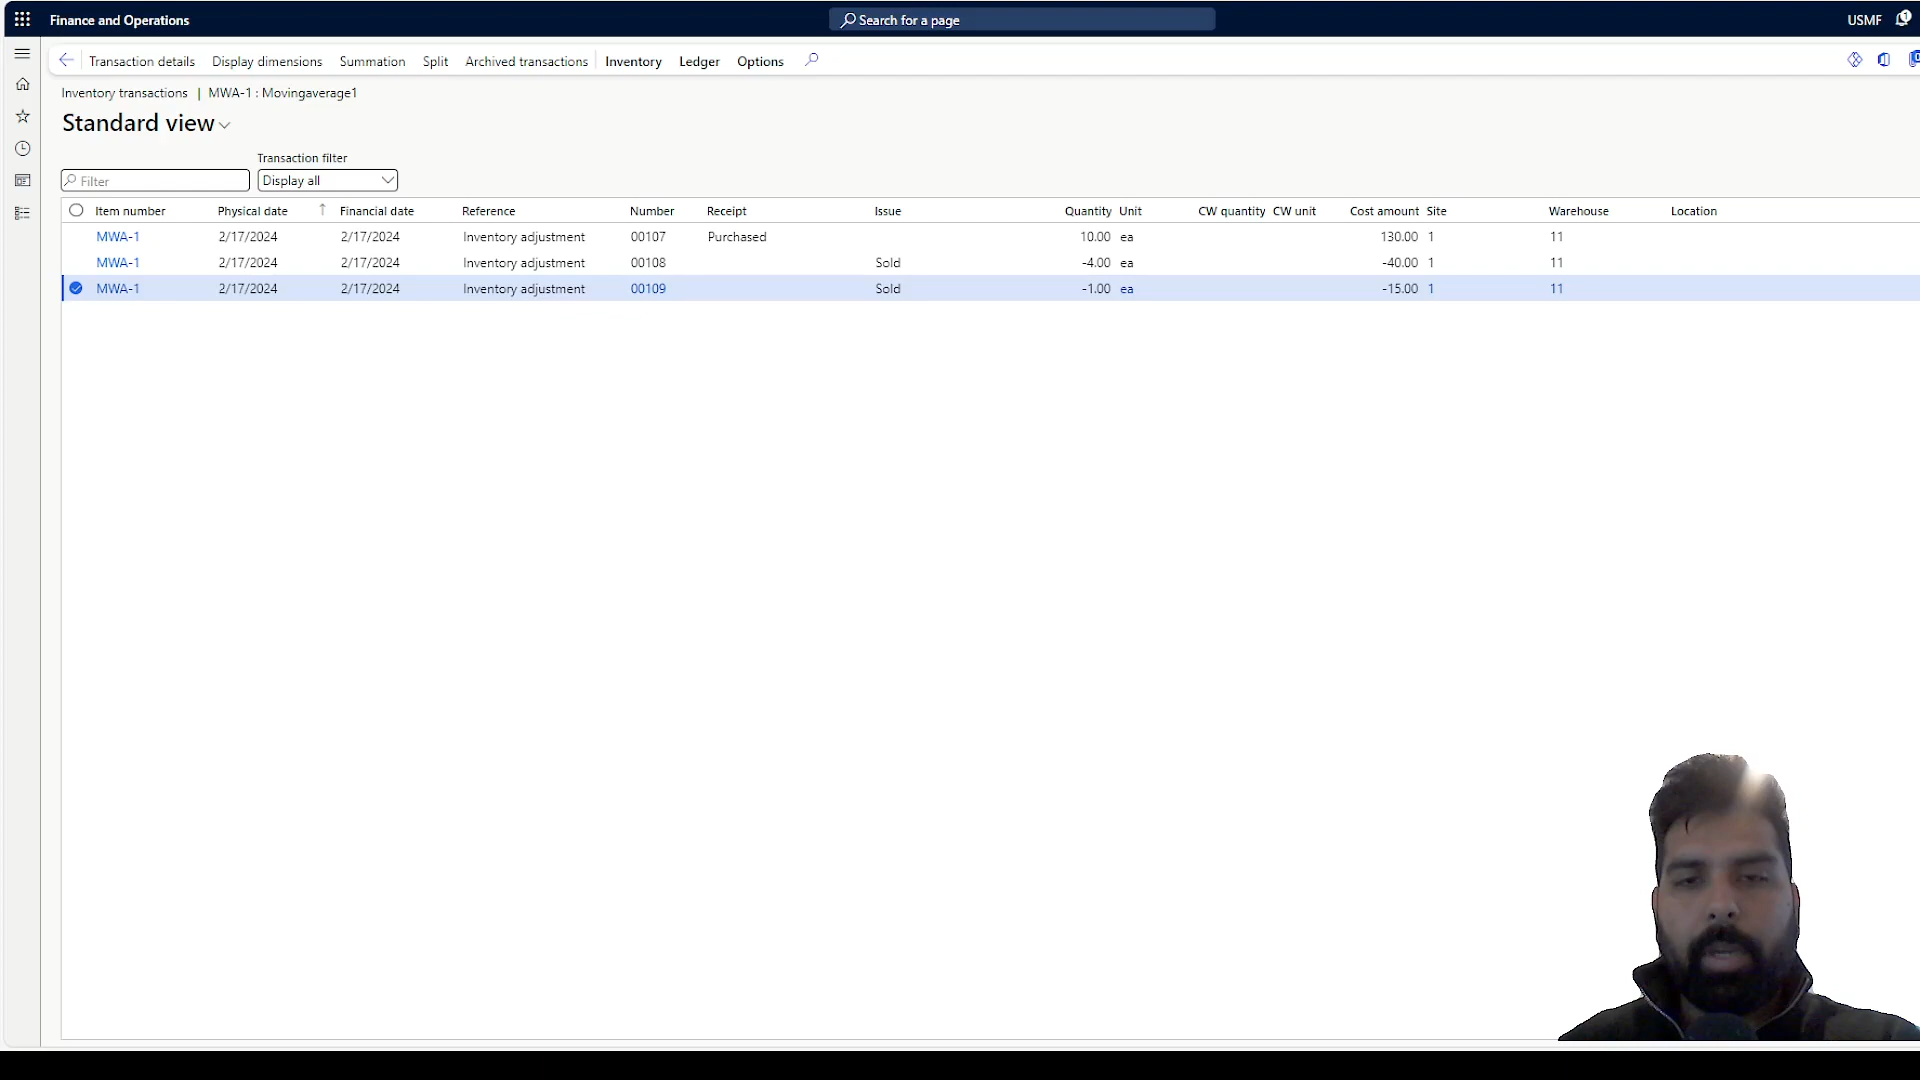 Finance and Operations
Search for a page
USMF
1
Transaction details Display dimensions Summation Split Archived transactions Inventory Ledger Options
Inventory transactions | MWA-1 : Movingaverage1
Standard view
Transaction filter
Filter
Display all
Item number Physical date Financial date Reference Number Receipt Issue Quantity Unit CW quantity CW unit Cost amount Site Warehouse Location
MWA-1 2/17/2024 2/17/2024 Inventory adjustment 00107 Purchased 10.00 ea 130.00 1 11
MWA-1 2/17/2024 2/17/2024 Inventory adjustment 00108 Sold -4.00 ea -40.00 1 11
MWA-1 2/17/2024 2/17/2024 Inventory adjustment 00109 Sold -1.00 ea -15.00 1 11